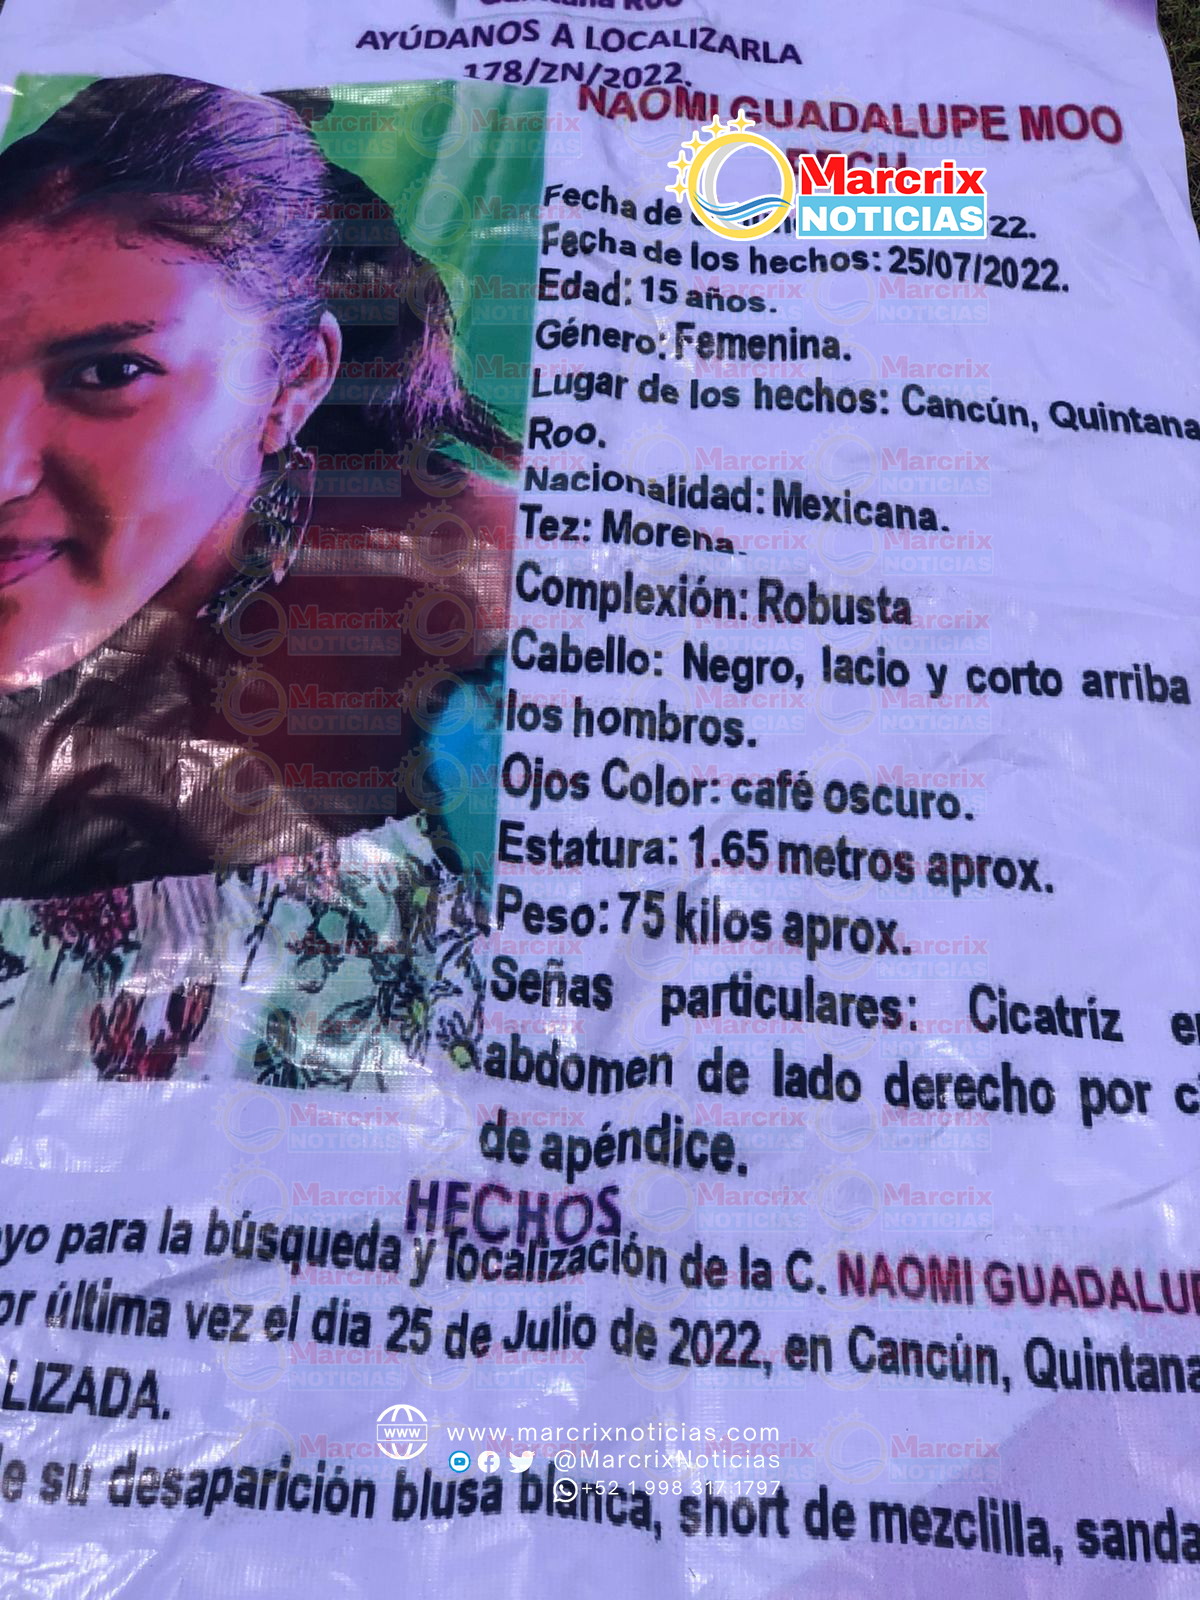 Quintana Roo
AYÚDANOS A LOCALIZARLA
178/ZN/2022.
NAOMI GUADALUPE MOO
Marcrix
NOTICIAS
Fecha de 22.
Fecha de los hechos: 25/07/2022.
Edad: 15 años.
Género: Femenina.
Lugar de los hechos: Cancún, Quintana
Roo.
Nacionalidad: Mexicana.
Tez: Morena.
Complexión: Robusta
Cabello: Negro, lacio y corto arriba
los hombros.
Ojos Color: café oscuro.
Estatura: 1.65 metros aprox.
Peso: 75 kilos aprox.
Señas particulares: Cicatríz en
abdomen de lado derecho por
de apéndice.
HECHOS
yo para la búsqueda y localización de la C. NAOMI GUADALUP
or última vez el dia 25 de Julio de 2022, en Cancún, Quintana
LIZADA.
e su desaparición blusa blanca, short de mezclilla, sanda
www.marcrixnoticias.com
@MarcrixNoticias
+52 1 998 317 1797